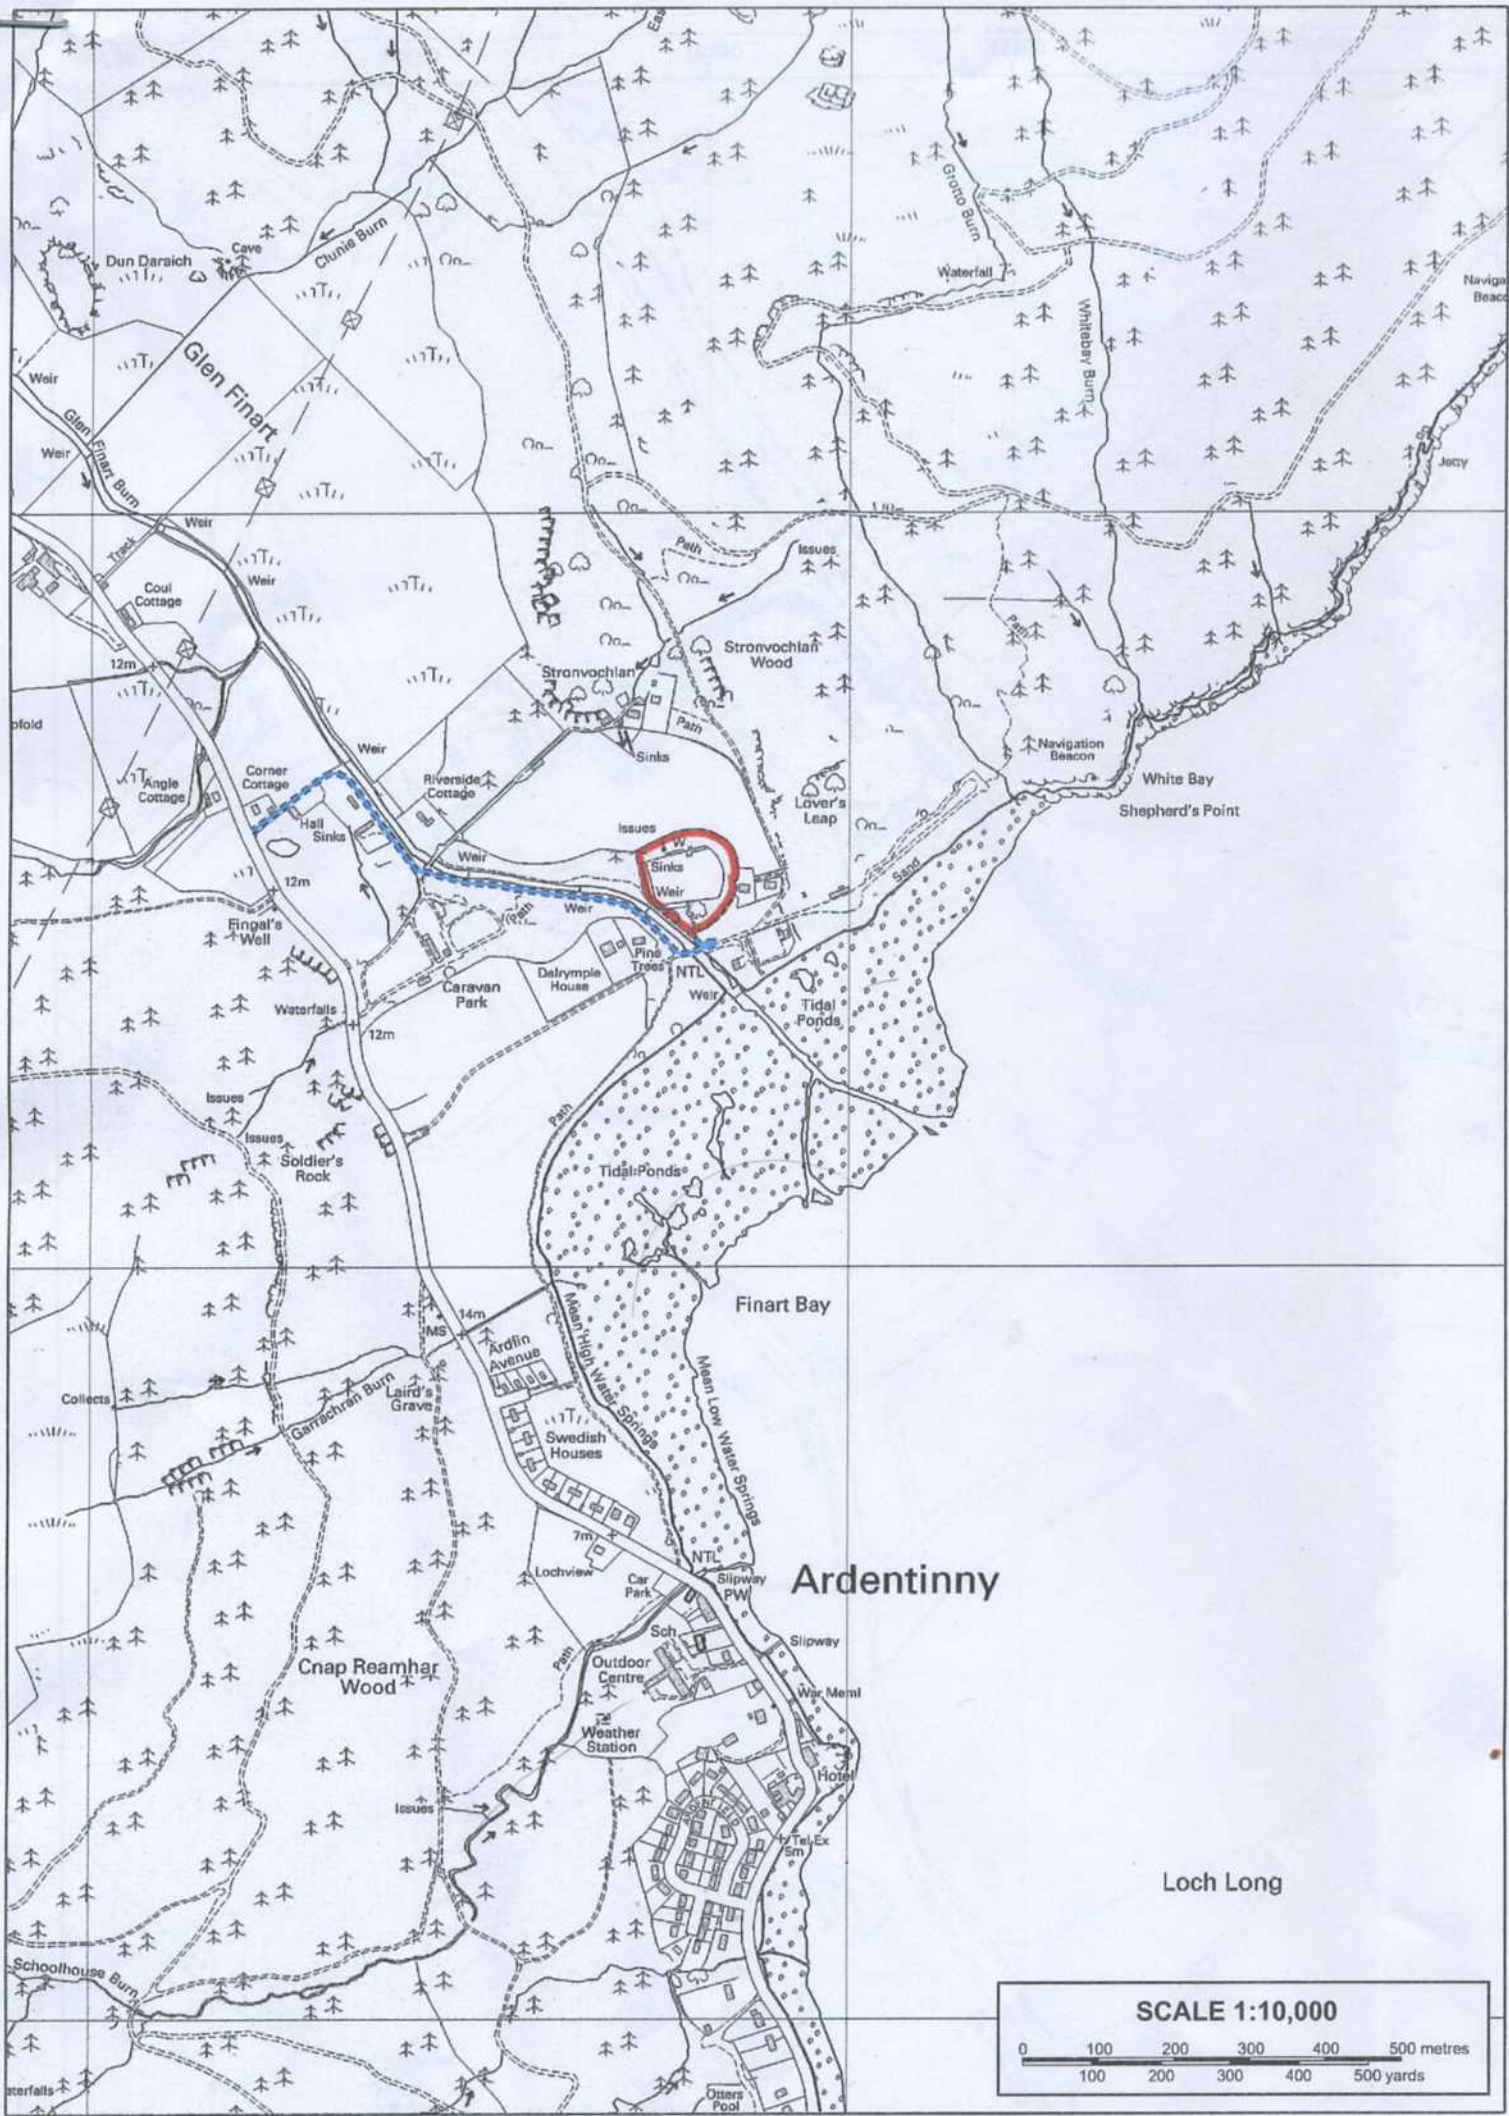 Cave
Dun Daraich
Clunie Burn
Grotto Burn
Waterfall
Whitebay Burn
Weir
Glen Finart
Glen Finart Burn
Weir
Jetty
Weir
Track
Weir
Path
Issues
Coul
Cottage
Path
Stronvochlan
Wood
12m
Stronvochlan
Path
Sinks
Navigation
Beacon
White Bay
Shepherd's Point
Weir
Corner
Cottage
Riverside
Cottage
Angle
Cottage
Lover's
Leap
Hall
Sinks
Issues
W
Sinks
Weir
Weir
Sand
12m
Path
Weir
Fingal's
Well
Pine
Trees
NTL
Dalrymple
House
Caravan
Park
Weir
Tidal
Ponds
Waterfalls
12m
Issues
Path
Issues
Soldier's
Rock
Tidal Ponds
Finart Bay
Mean High Water Springs
14m
MS
Ardfin
Avenue
Mean Low Water Springs
Collects
Garrachran Burn
Laird's
Grave
Swedish
Houses
7m
NTL
Lochview
Car
Park
Slipway
PW
Ardentinny
Sch
Slipway
Path
Outdoor
Centre
Cnap Reamhar
Wood
War Meml
Weather
Station
Hotel
Issues
ARDENFIELD
Tel Ex
5m
Loch Long
Schoolhouse Burn
Otters
Pool
SCALE 1:10,000
0 100 200 300 400 500 metres
100 200 300 400 500 yards